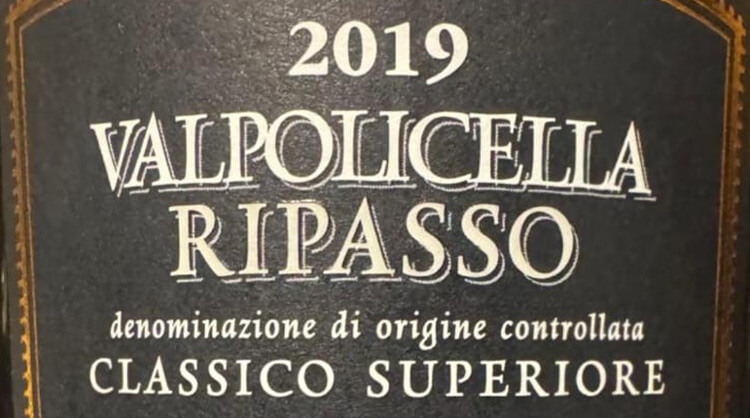 2019
VALPOLICELLA
RIPASSO
denominazione di origine controllata
CLASSICO SUPERIORE